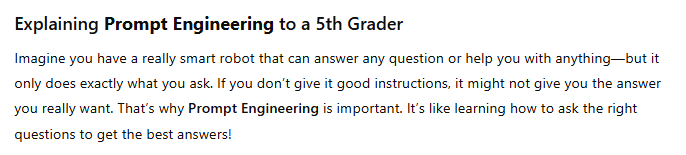 Explaining Prompt Engineering to a 5th Grader
Imagine you have a really smart robot that can answer any question or help you with anything—but it
only does exactly what you ask. If you don’t give it good instructions, it might not give you the answer
you really want. That’s why Prompt Engineering is important. It’s like learning how to ask the right
questions to get the best answers!